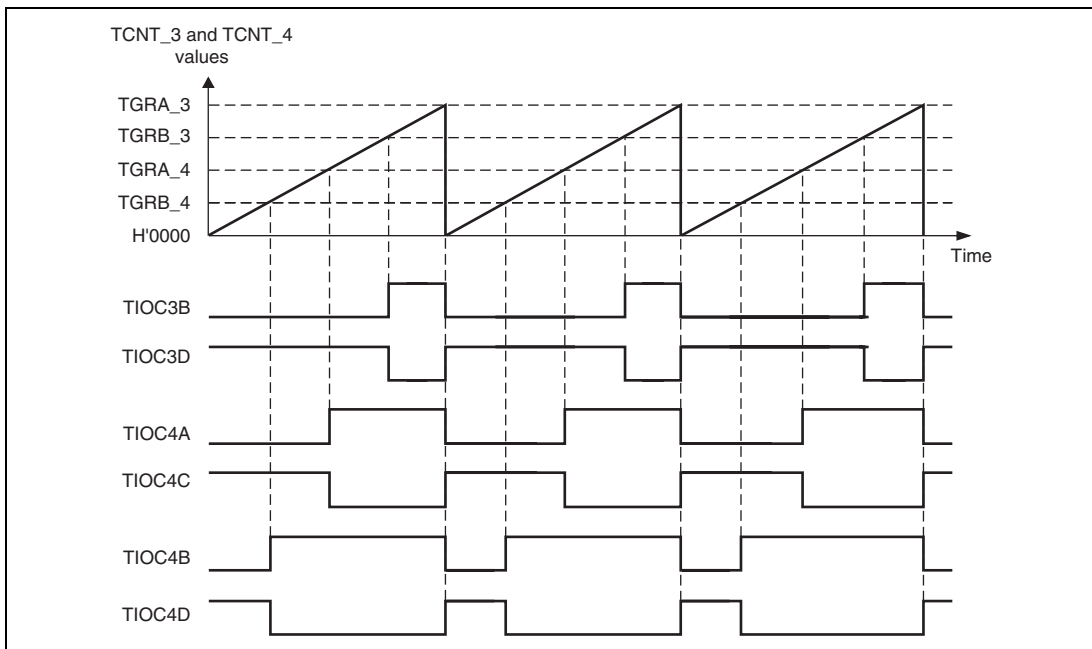 TCNT_3 and TCNT_4
values
TGRA_3
TGRB_3
TGRA_4
TGRB_4
H'0000
Time
TIOC3B
TIOC3D
TIOC4A
TIOC4C
TIOC4B
TIOC4D